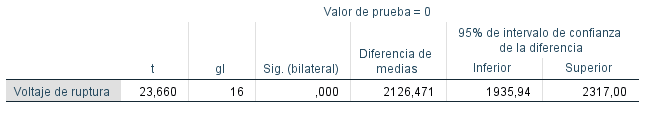 Valor de prueba = 0
95% de intervalo de confianza
de la diferencia
Diferencia de
medias
t gl Sig. (bilateral) Inferior Superior
Voltaje de ruptura 23,660 16 ,000 2126,471 1935,94 2317,00